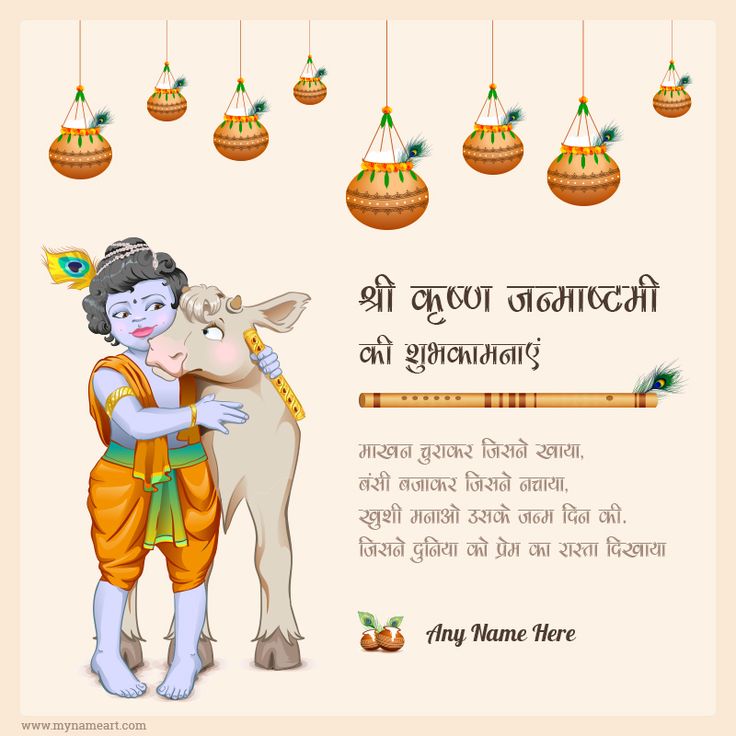 श्री कृष्ण जन्माष्टमी
की शुभकामनाएं
माखन चुराकर जिसने खाया,
बंसी बजाकर जिसने नचाया,
खुशी मनाओ उसके जन्म दिन की.
जिसने दुनिया को प्रेम का रास्ता दिखाया
Any Name Here
www.mynameart.com